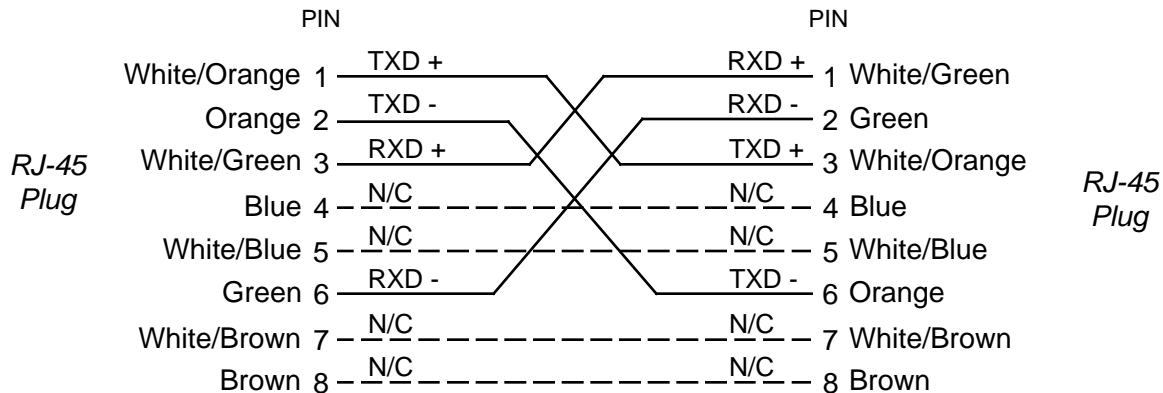 PIN PIN
White/Orange 1 TXD + RXD + 1 White/Green
Orange 2 TXD - RXD - 2 Green
White/Green 3 RXD + TXD + 3 White/Orange
RJ-45
Plug
Blue 4 N/C N/C 4 Blue
RJ-45
Plug
White/Blue 5 N/C N/C 5 White/Blue
Green 6 RXD - TXD - 6 Orange
White/Brown 7 N/C N/C 7 White/Brown
Brown 8 N/C N/C 8 Brown